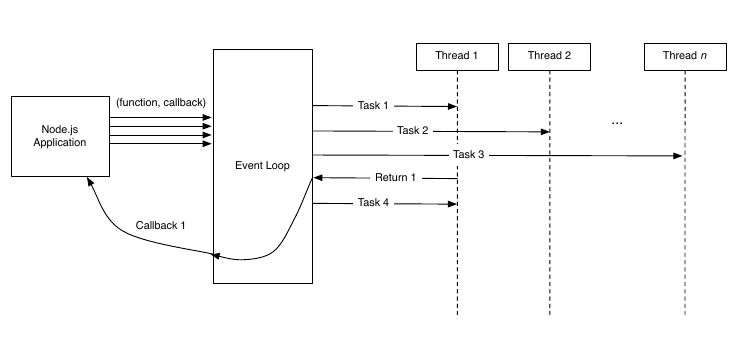 Thread 1
Thread 2
Thread n
(function, callback)
Task 1
...
Node.js
Application
Task 2
Task 3
Event Loop
Return 1
Task 4
Callback 1